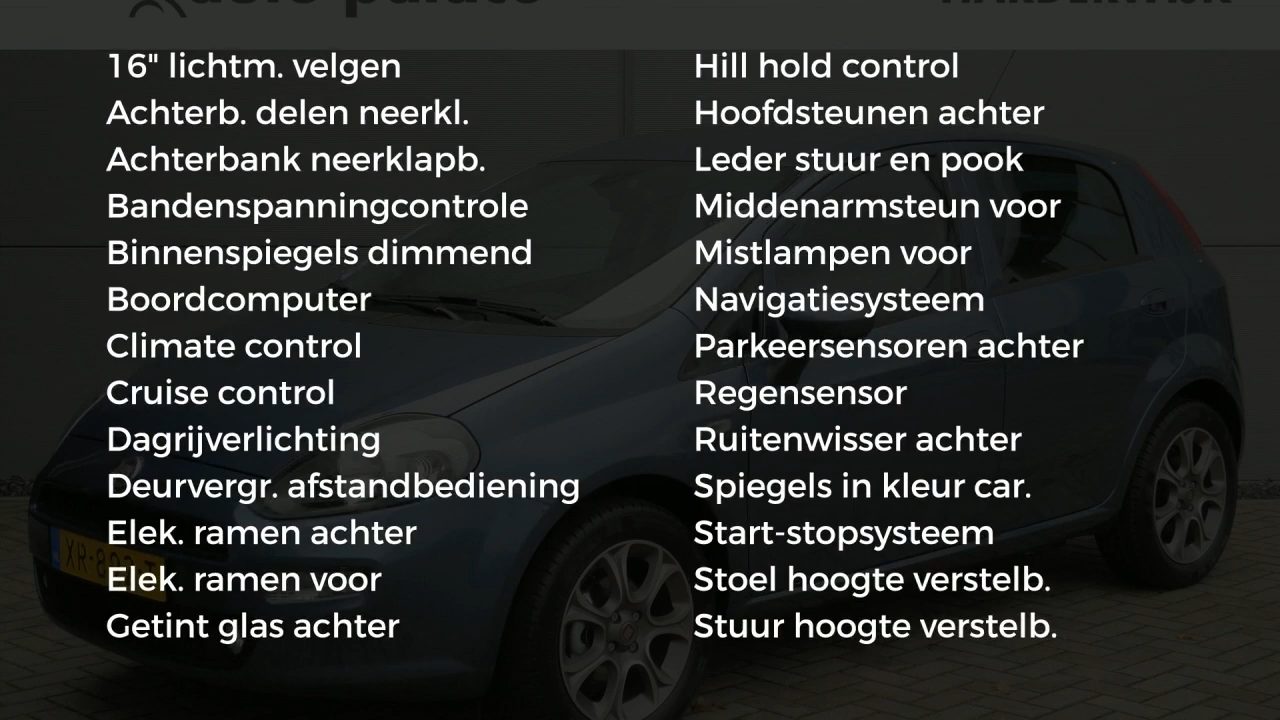 16" lichtm. velgen
Achterb. delen neerkl.
Achterbank neerklapb.
Bandenspanningcontrole
Binnenspiegels dimmend
Boordcomputer
Climate control
Cruise control
Dagrijverlichting
Deurvergr. afstandbediening
Elek. ramen achter
Elek. ramen voor
Getint glas achter
Hill hold control
Hoofdsteunen achter
Leder stuur en pook
Middenarmsteun voor
Mistlampen voor
Navigatiesysteem
Parkeersensoren achter
Regensensor
Ruitenwisser achter
Spiegels in kleur car.
Start-stopsysteem
Stoel hoogte verstelb.
Stuur hoogte verstelb.